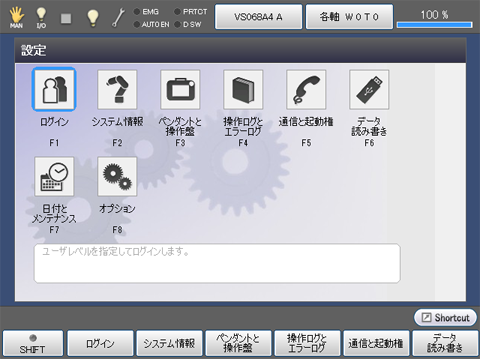 MAN
I/O
EMG
PRTCT
AUTO EN
D SW
VS068A4 A
各軸 W0T0
100 %
設定
ログイン
F1
システム情報
F2
ペンダントと
操作盤
F3
操作ログと
エラーログ
F4
通信と起動権
F5
データ
読み書き
F6
日付と
メンテナンス
F7
オプション
F8
ユーザレベルを指定してログインします。
Shortcut
SHIFT
ログイン
システム情報
ペンダントと
操作盤
操作ログと
エラーログ
通信と起動権
データ
読み書き